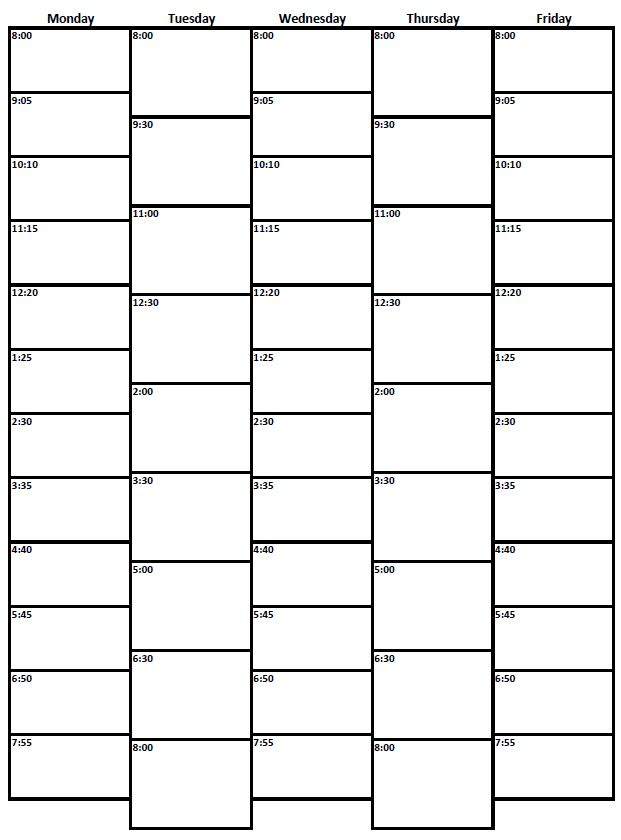 Monday Tuesday Wednesday Thursday Friday
8:00 8:00 8:00 8:00 8:00
9:05 9:05 9:05
9:30 9:30
10:10 10:10 10:10
11:00 11:00
11:15 11:15 11:15
12:20 12:20 12:20
12:30 12:30
1:25 1:25 1:25
2:00 2:00
2:30 2:30 2:30
3:30 3:30
3:35 3:35 3:35
4:40 4:40 4:40
5:00 5:00
5:45 5:45 5:45
6:30 6:30
6:50 6:50 6:50
7:55 7:55 7:55
8:00 8:00